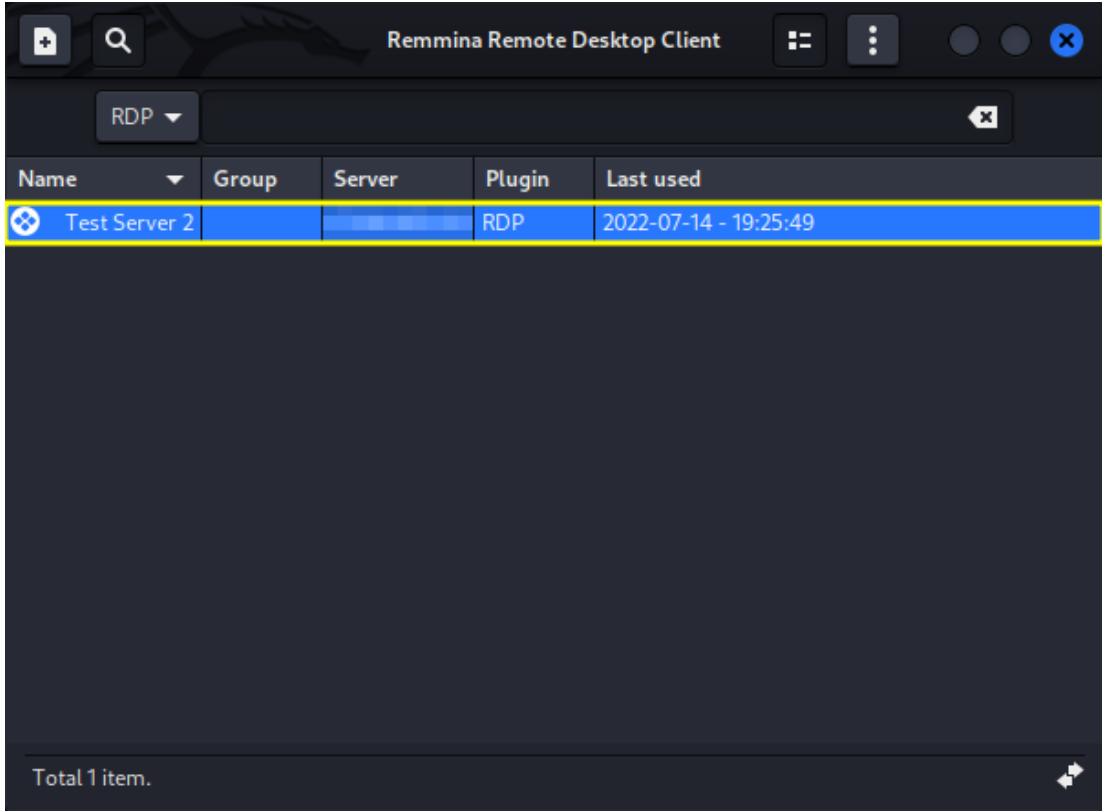 Remmina Remote Desktop Client
RDP
Name Group Server Plugin Last used
Test Server 2 RDP 2022-07-14 - 19:25:49
Total 1 item.